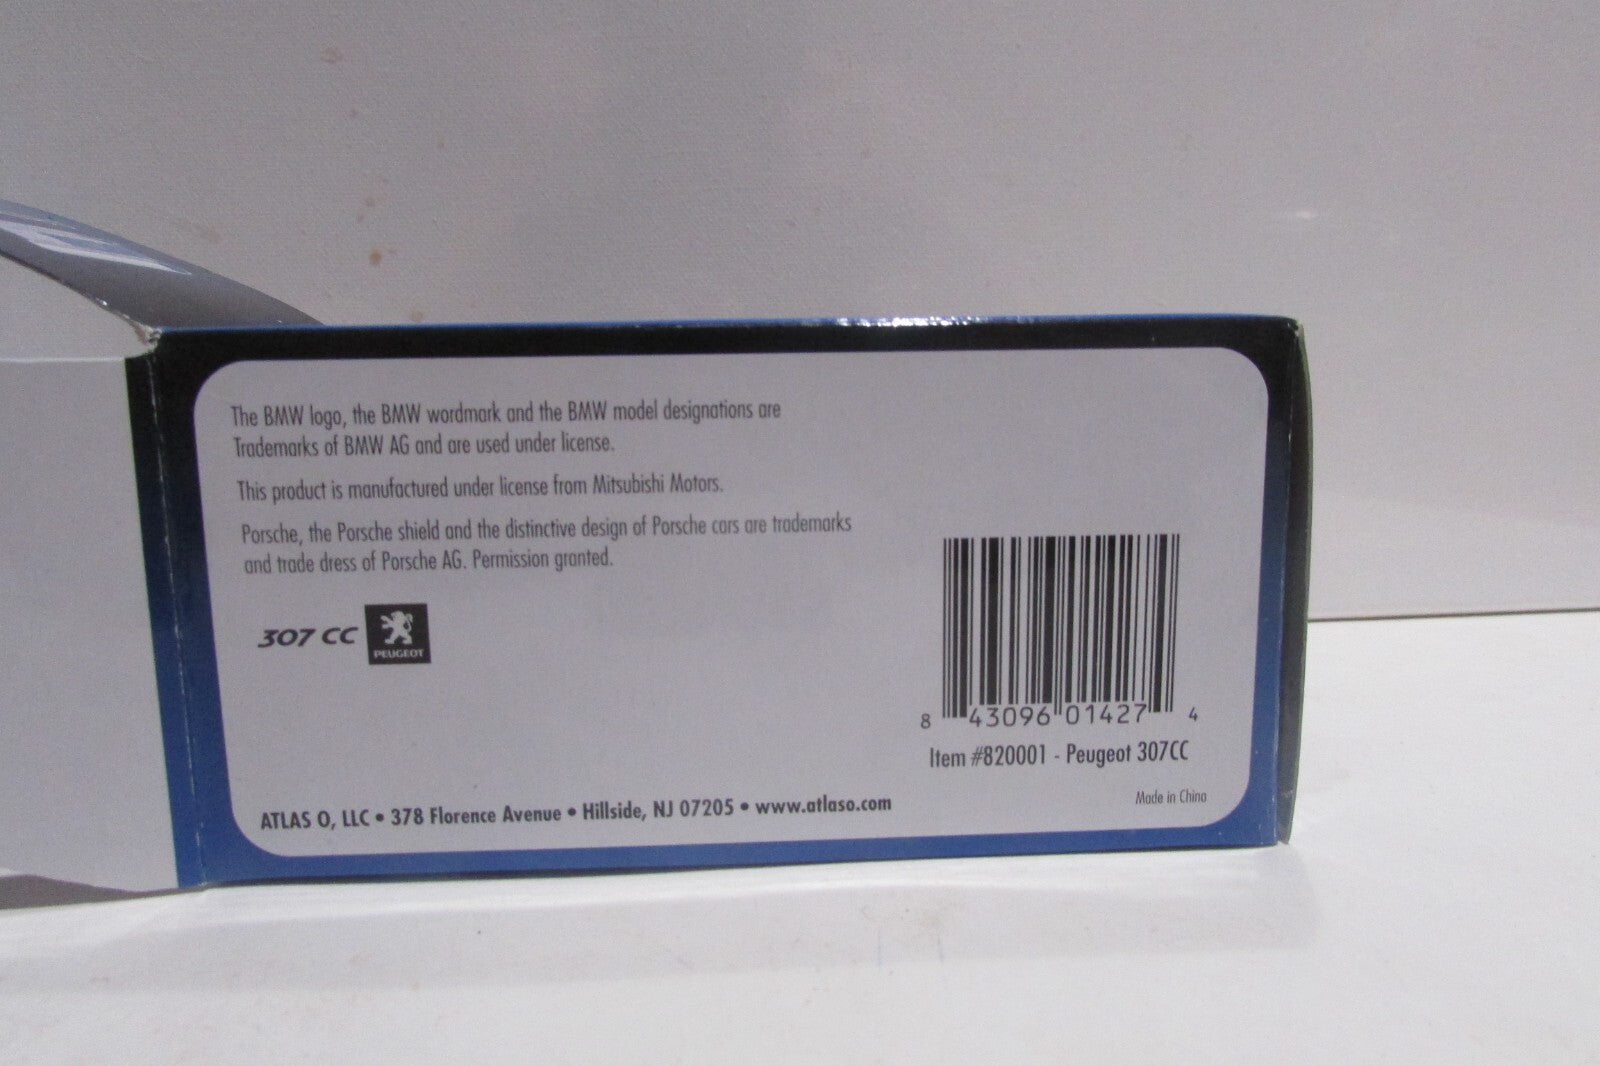 The BMW logo, the BMW wordmark and the BMW model designations are
Trademarks of BMW AG and are used under license.
This product is manufactured under license from Mitsubishi Motors.
Porsche, the Porsche shield and the distinctive design of Porsche cars are trademarks
and trade dress of Porsche AG. Permission granted.
307 CC
PEUGEOT
8 43096 01427 4
Item #820001 - Peugeot 307CC
Made in China
ATLAS O, LLC • 378 Florence Avenue • Hillside, NJ 07205 • www.atlaso.com